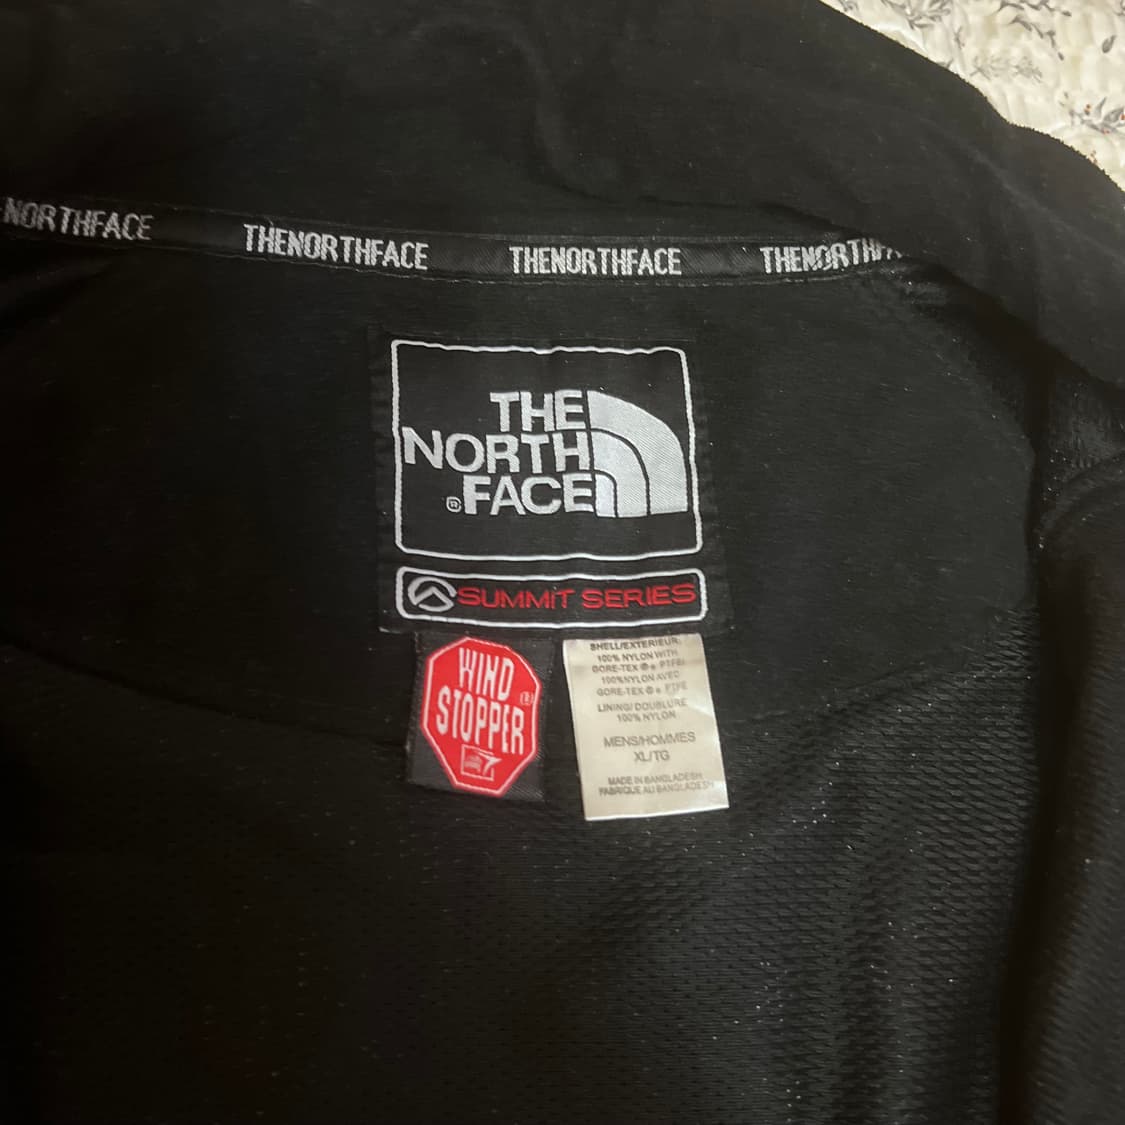 NORTHFACE THENORTHFACE THENORTHFACE THENORTHFA
THE
NORTH
® FACE
SUMMIT SERIES
WIND
STOPPER
®
SHELL/EXTERIEUR:
100% NYLON WITH
GORE-TEX ® PTFE/
100%NYLON AVEC
GORE-TEX ® PTFE
LINING/DOUBLURE
100% NYLON
MENS/HOMMES
XL/TG
MADE IN BANGLADESH
FABRIQUE AU BANGLADESH